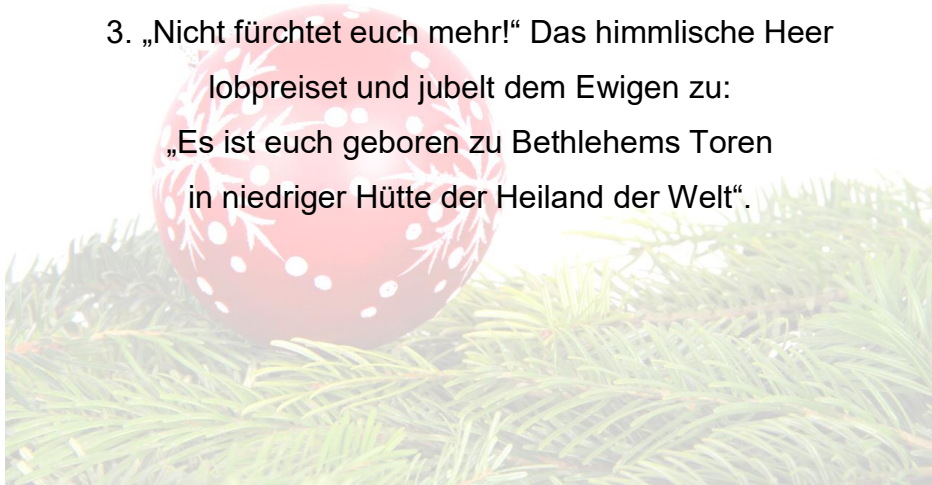 3. „Nicht fürchtet euch mehr!“ Das himmlische Heer
lobpreiset und jubelt dem Ewigen zu:
„Es ist euch geboren zu Bethlehems Toren
in niedriger Hütte der Heiland der Welt“.